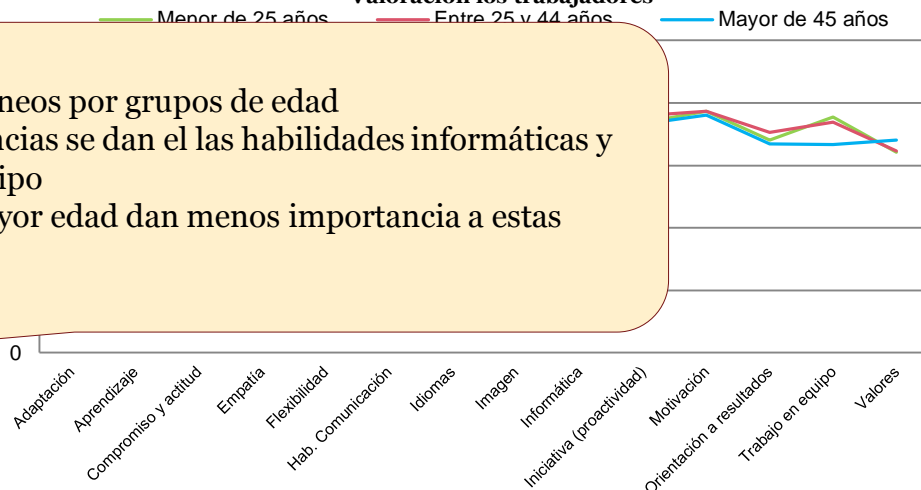 Valoración los trabajadores
Menor de 25 años Entre 25 y 44 años Mayor de 45 años
neos por grupos de edad
ncias se dan el las habilidades informáticas y
ipo
yor edad dan menos importancia a estas
0
Adaptación
Aprendizaje
Compromiso y actitud
Empatía
Flexibilidad
Hab. Comunicación
Idiomas
Imagen
Informática
Iniciativa (proactividad)
Motivación
Orientación a resultados
Trabajo en equipo
Valores